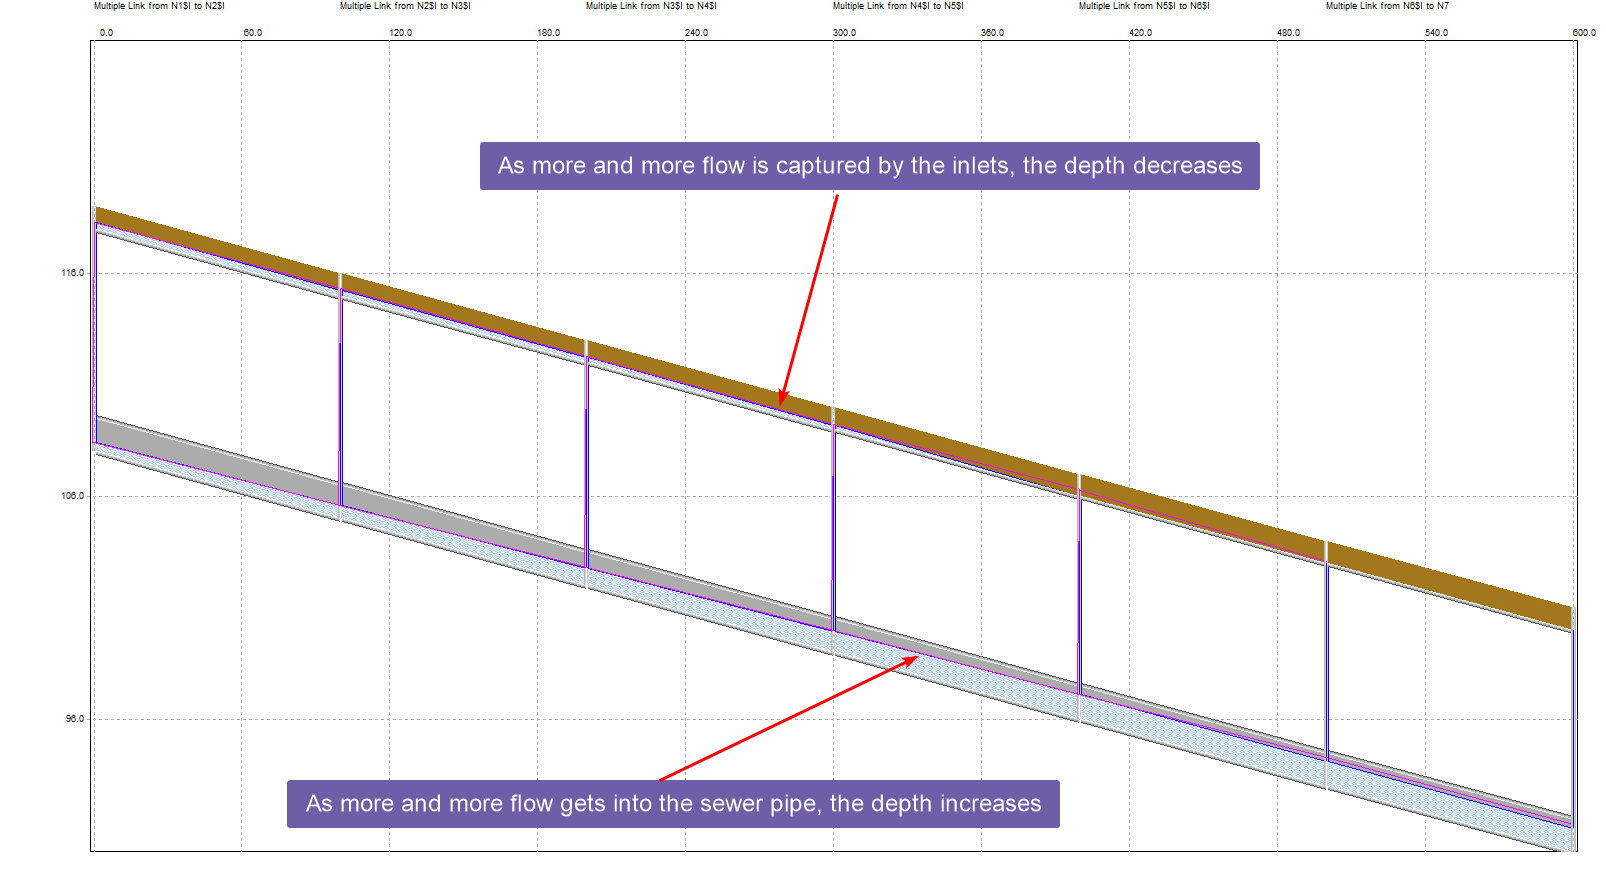 Multiple Link from N1$I to N2$I
Multiple Link from N2$I to N3$I
Multiple Link from N3$I to N4$I
Multiple Link from N4$I to N5$I
Multiple Link from N5$I to N6$I
Multiple Link from N6$I to N7
0.0
60.0
120.0
180.0
240.0
300.0
360.0
420.0
480.0
540.0
600.0
As more and more flow is captured by the inlets, the depth decreases
116.0
106.0
96.0
As more and more flow gets into the sewer pipe, the depth increases